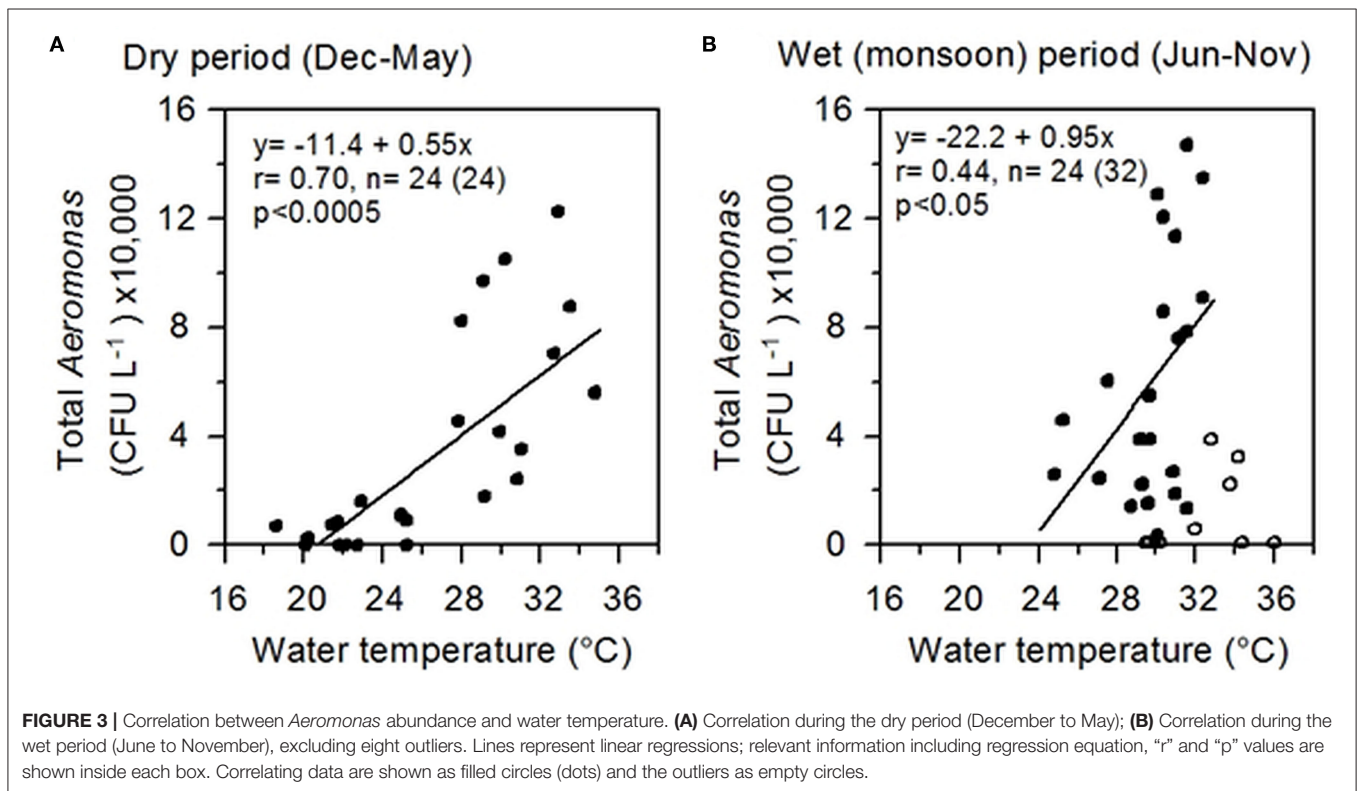 A
Dry period (Dec-May)
16
12
8
4
0
y= -11.4 + 0.55x
r= 0.70, n= 24 (24)
p<0.0005
Total Aeromonas
(CFU L-1 ) x10,000
16 20 24 28 32 36
Water temperature (°C)
B
Wet (monsoon) period (Jun-Nov)
16
12
8
4
0
y= -22.2 + 0.95x
r= 0.44, n= 24 (32)
p<0.05
Total Aeromonas
(CFU L-1 ) x10,000
16 20 24 28 32 36
Water temperature (°C)
FIGURE 3 | Correlation between Aeromonas abundance and water temperature. (A) Correlation during the dry period (December to May); (B) Correlation during the
wet period (June to November), excluding eight outliers. Lines represent linear regressions; relevant information including regression equation, “r” and “p” values are
shown inside each box. Correlating data are shown as filled circles (dots) and the outliers as empty circles.